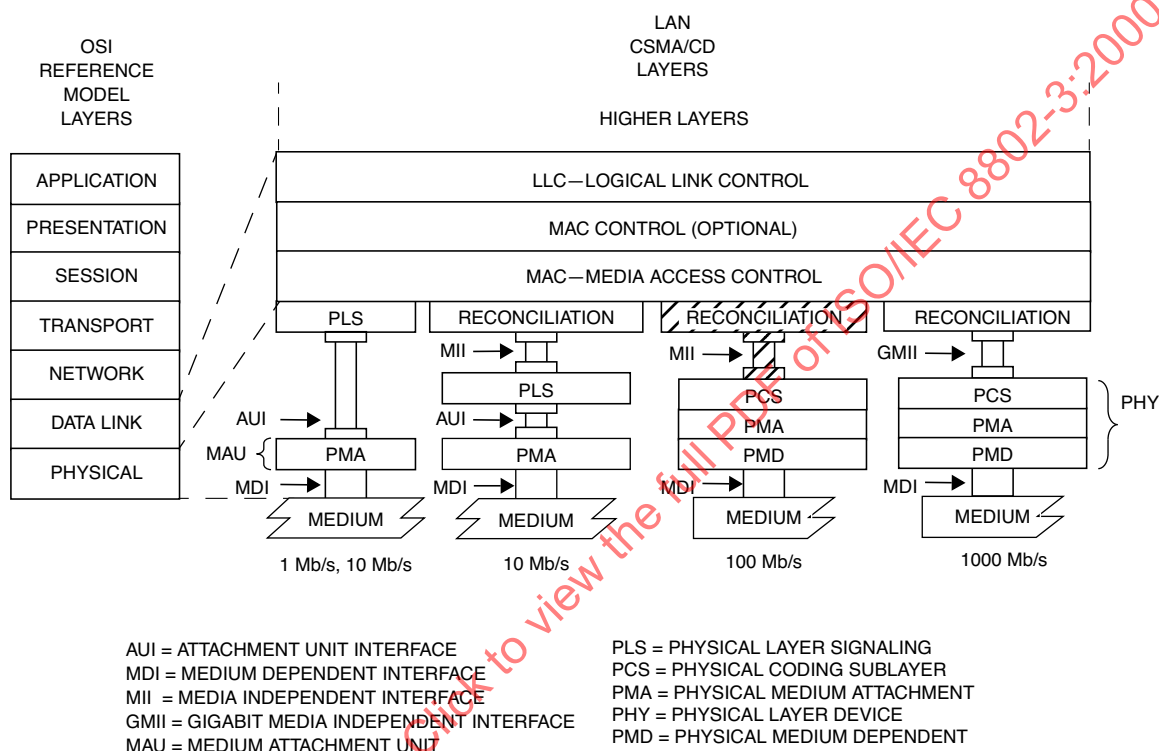 OSI
REFERENCE
MODEL
LAYERS
LAN
CSMA/CD
LAYERS
HIGHER LAYERS
APPLICATION
PRESENTATION
SESSION
TRANSPORT
NETWORK
DATA LINK
PHYSICAL
LLC—LOGICAL LINK CONTROL
MAC CONTROL (OPTIONAL)
MAC—MEDIA ACCESS CONTROL
PLS
RECONCILIATION
RECONCILIATION
RECONCILIATION
MII
MII
GMII
PLS
PCS
PCS
PHY
AUI
AUI
PMA
PMA
MAU
PMA
PMA
PMD
PMD
MDI
MDI
MDI
MDI
MEDIUM
MEDIUM
MEDIUM
MEDIUM
1 Mb/s, 10 Mb/s
10 Mb/s
100 Mb/s
1000 Mb/s
AUI = ATTACHMENT UNIT INTERFACE
MDI = MEDIUM DEPENDENT INTERFACE
MII = MEDIA INDEPENDENT INTERFACE
GMII = GIGABIT MEDIA INDEPENDENT INTERFACE
MAU = MEDIUM ATTACHMENT UNIT
PLS = PHYSICAL LAYER SIGNALING
PCS = PHYSICAL CODING SUBLAYER
PMA = PHYSICAL MEDIUM ATTACHMENT
PHY = PHYSICAL LAYER DEVICE
PMD = PHYSICAL MEDIUM DEPENDENT
Click to view the full PDF of ISO/IEC 8802-3:2000